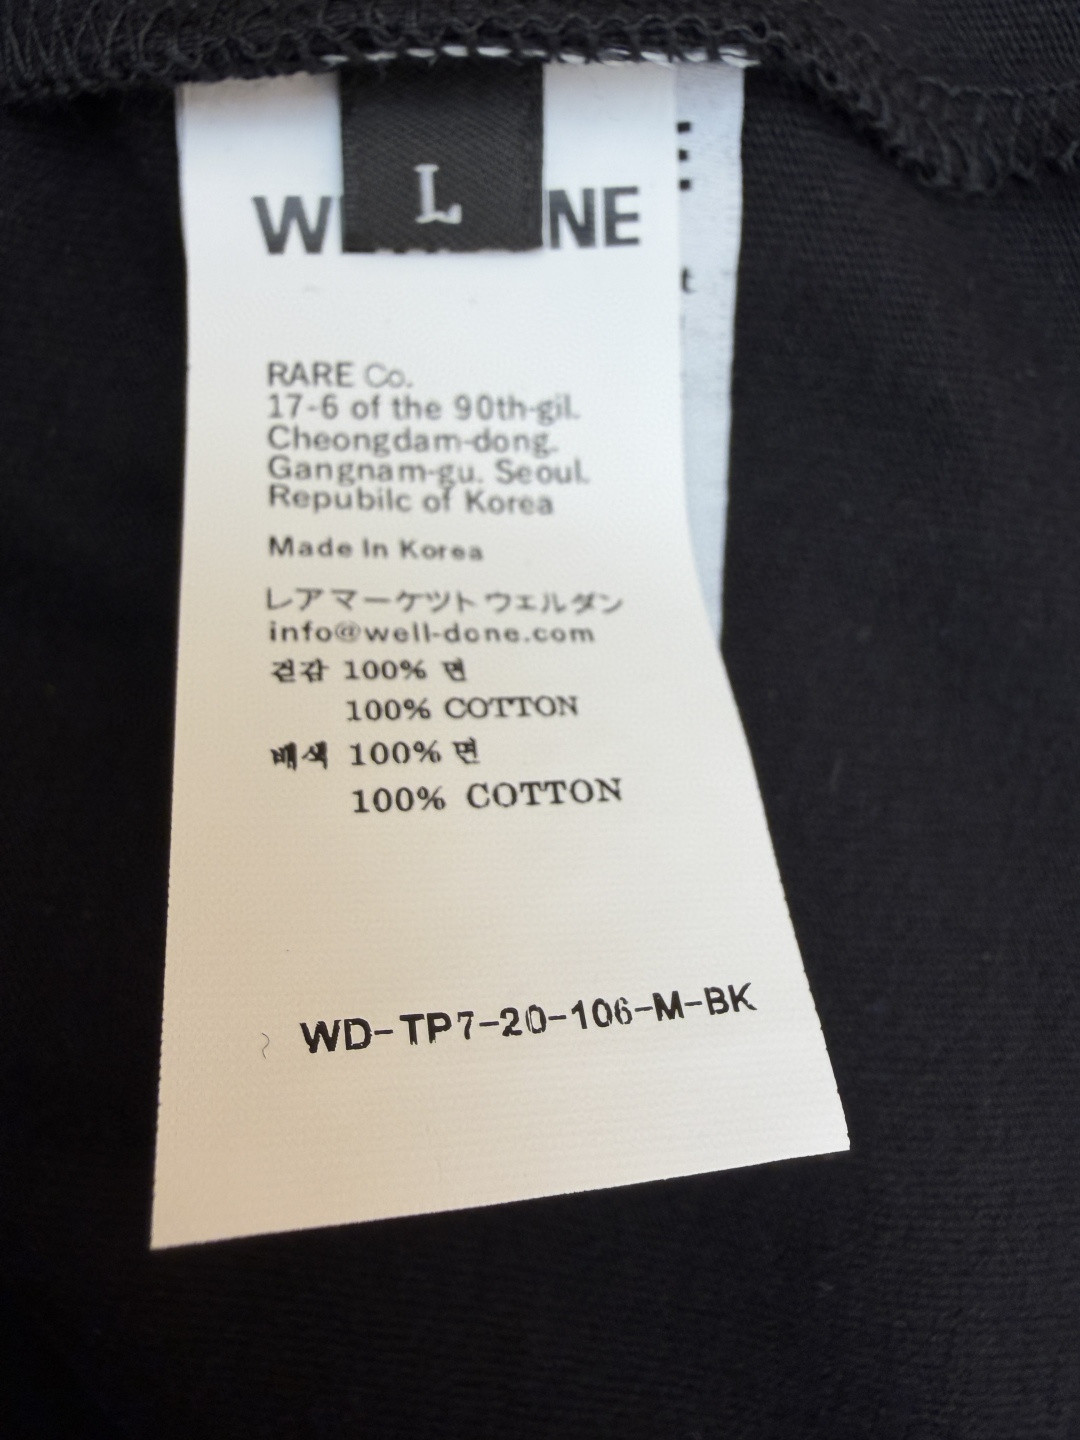 L
W NE
RARE Co.
17-6 of the 90th-gil.
Cheongdam-dong.
Gangnam-gu. Seoul.
Repubilc of Korea
Made In Korea
レアマーケツト ウェルダン
info@well-done.com
겉감 100% 면
100% COTTON
배색 100% 면
100% COTTON
WD-TP7-20-106-M-BK
E
t